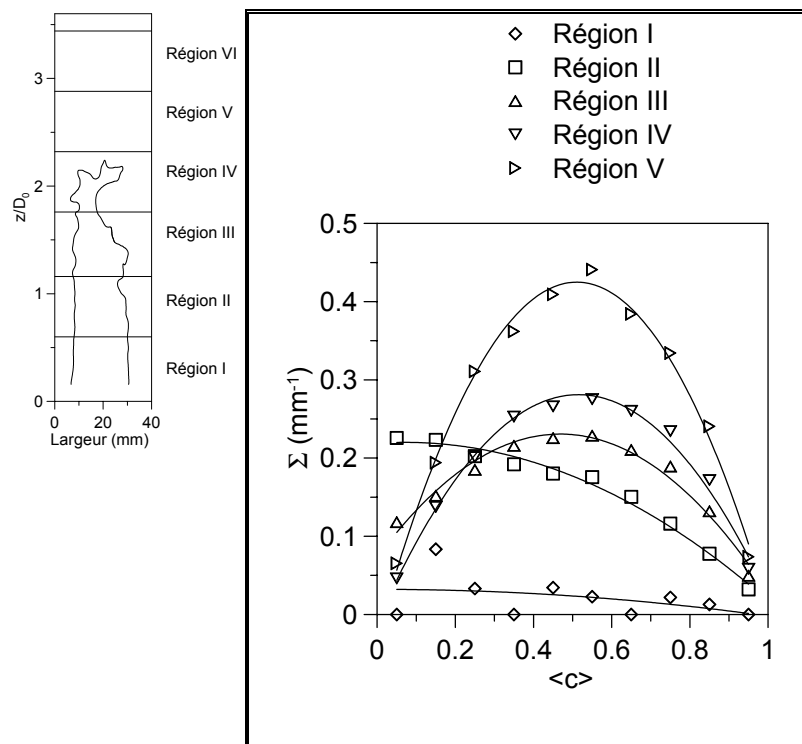 3
2
1
0
z/D0
0 20 40
Largeur (mm)
Région VI
Région V
Région IV
Région III
Région II
Région I
Région I
Région II
Région III
Région IV
Région V
0.5
0.4
0.3
0.2
0.1
0
Σ (mm-1)
0 0.2 0.4 0.6 0.8 1
<c>